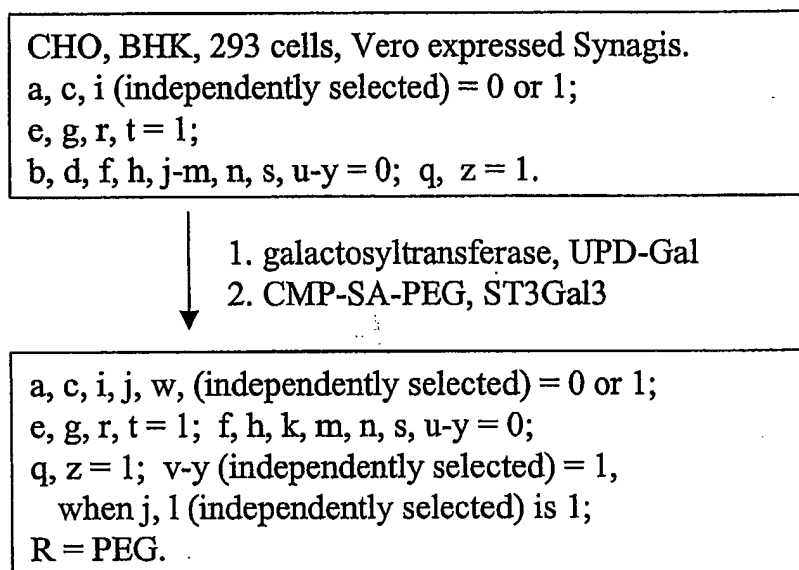 CHO, BHK, 293 cells, Vero expressed Synagis.
a, c, i (independently selected) = 0 or 1;
e, g, r, t = 1;
b, d, f, h, j-m, n, s, u-y = 0; q, z = 1.
1. galactosyltransferase, UPD-Gal
2. CMP-SA-PEG, ST3Gal3
a, c, i, j, w, (independently selected) = 0 or 1;
e, g, r, t = 1; f, h, k, m, n, s, u-y = 0;
q, z = 1; v-y (independently selected) = 1,
when j, l (independently selected) is 1;
R = PEG.